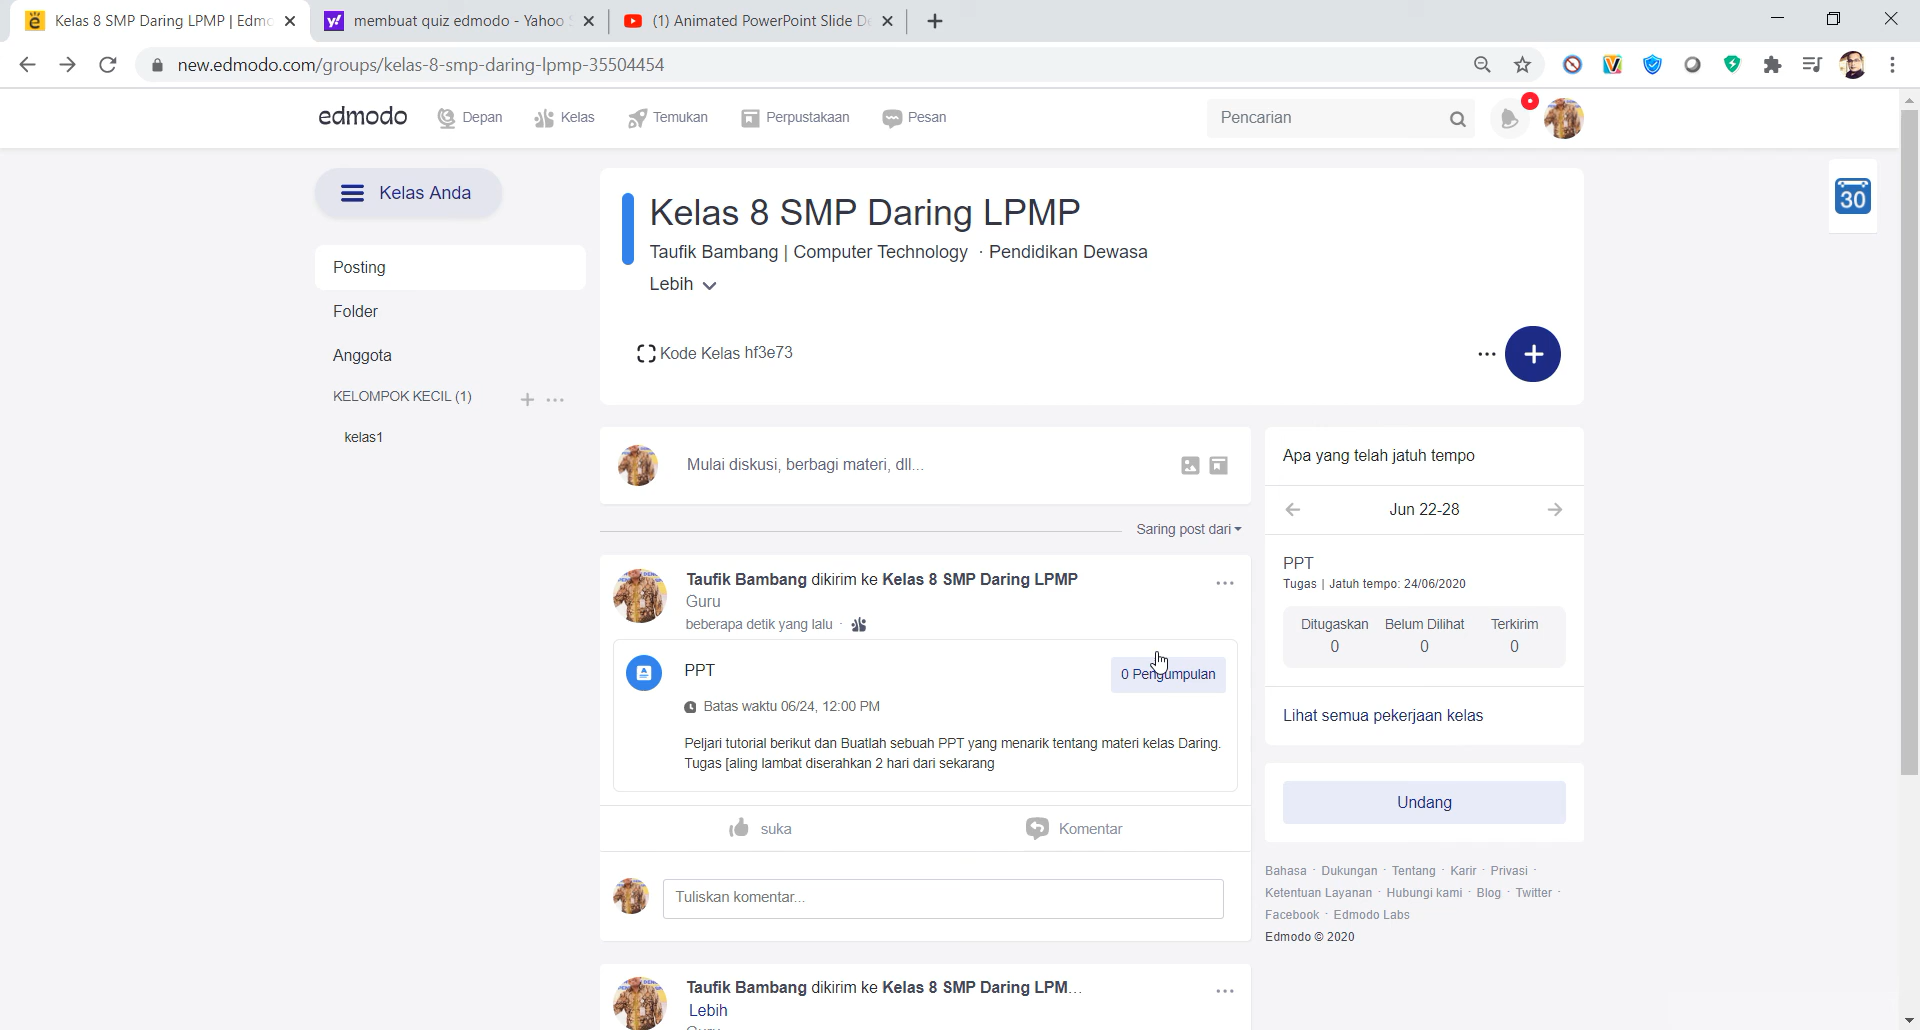 Kelas 8 SMP Daring LPMP | Edmo
membuat quiz edmodo - Yahoo S
(1) Animated PowerPoint Slide De
new.edmodo.com/groups/kelas-8-smp-daring-lpmp-35504454
edmodo
Depan
Kelas
Temukan
Perpustakaan
Pesan
Pencarian
Kelas Anda
Posting
Folder
Anggota
KELOMPOK KECIL (1)
kelas1
Kelas 8 SMP Daring LPMP
Taufik Bambang | Computer Technology · Pendidikan Dewasa
Lebih
Kode Kelas hf3e73
30
Mulai diskusi, berbagi materi, dll...
Saring post dari
Taufik Bambang dikirim ke Kelas 8 SMP Daring LPMP
Guru
beberapa detik yang lalu ·
PPT
0 Pengumpulan
Batas waktu 06/24, 12:00 PM
Peljari tutorial berikut dan Buatlah sebuah PPT yang menarik tentang materi kelas Daring.
Tugas [aling lambat diserahkan 2 hari dari sekarang
suka
Komentar
Tuliskan komentar...
Taufik Bambang dikirim ke Kelas 8 SMP Daring LPM...
Lebih
Apa yang telah jatuh tempo
Jun 22-28
PPT
Tugas | Jatuh tempo: 24/06/2020
Ditugaskan Belum Dilihat Terkirim
0 0 0
Lihat semua pekerjaan kelas
Undang
Bahasa · Dukungan · Tentang · Karir · Privasi ·
Ketentuan Layanan · Hubungi kami · Blog · Twitter ·
Facebook · Edmodo Labs
Edmodo © 2020